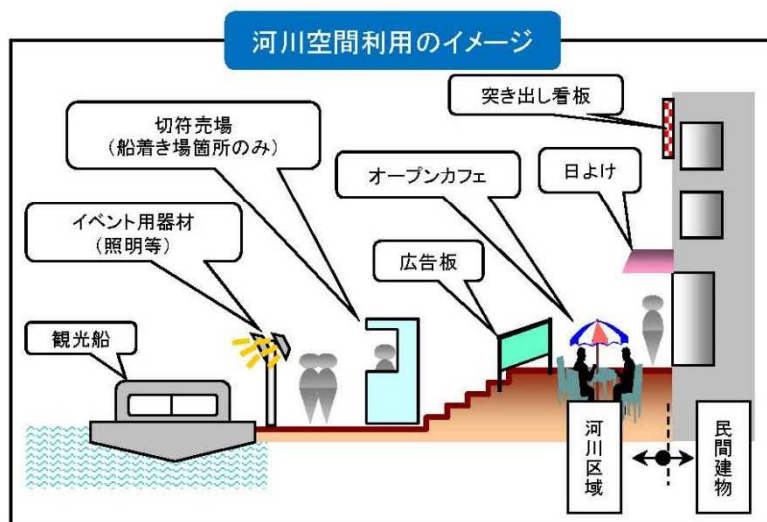 河川空間利用のイメージ
突き出し看板
切符売場
（船着き場箇所のみ）
オープンカフェ
日よけ
イベント用器材
（照明等）
広告板
観光船
河川区域
民間建物